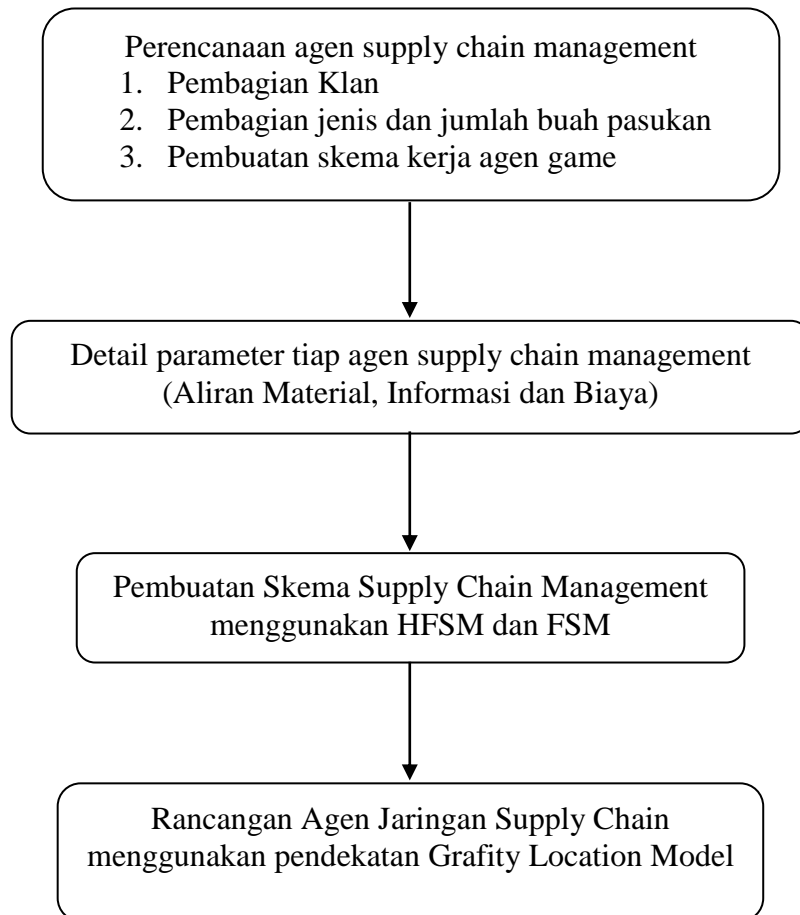 Perencanaan agen supply chain management
1. Pembagian Klan
2. Pembagian jenis dan jumlah buah pasukan
3. Pembuatan skema kerja agen game
Detail parameter tiap agen supply chain management
(Aliran Material, Informasi dan Biaya)
Pembuatan Skema Supply Chain Management
menggunakan HFSM dan FSM
Rancangan Agen Jaringan Supply Chain
menggunakan pendekatan Grafity Location Model